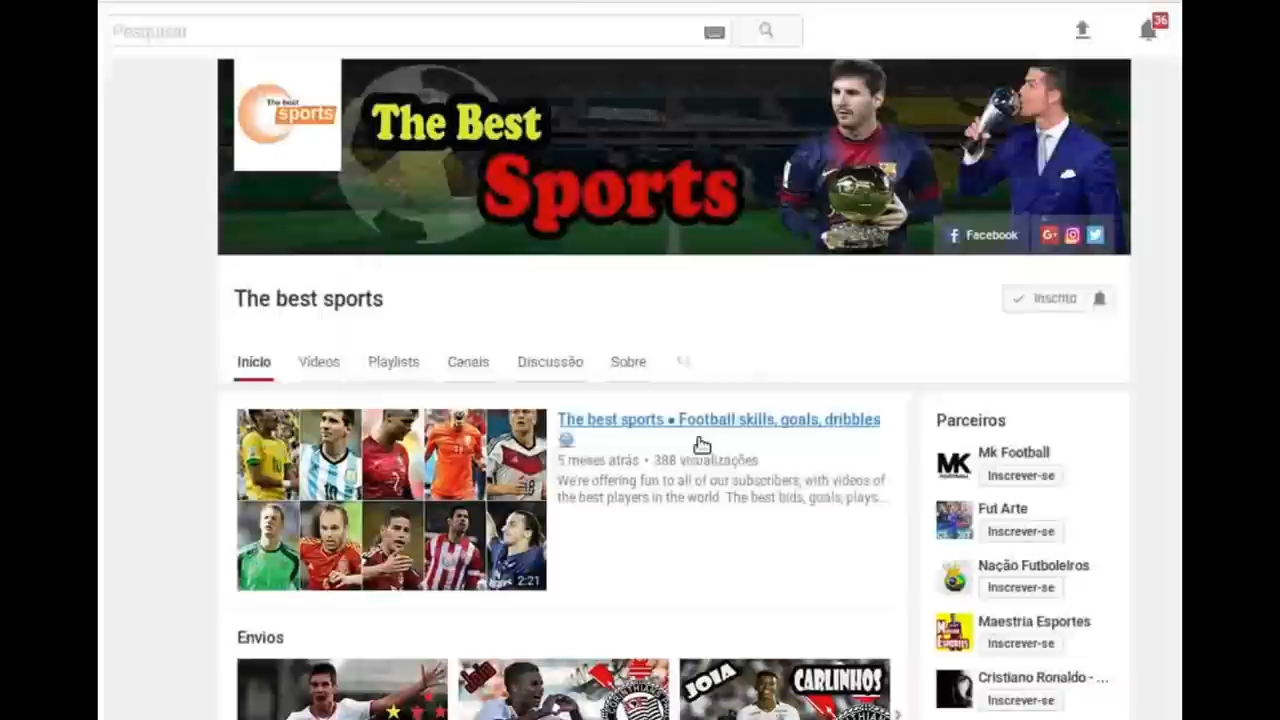 Pesquisar
36
The best
sports
The Best
Sports
Facebook
G+
The best sports
Inscrito
Início Vídeos Playlists Canais Discussão Sobre
The best sports • Football skills, goals, dribbles
5 meses atrás • 388 visualizações
We're offering fun to all of our subscribers, with videos of
the best players in the world. The best bids, goals, plays...
2:21
Parceiros
MK
Mk Football
Inscrever-se
Fut Arte
Inscrever-se
Nação Futboleiros
Inscrever-se
Maestria Esportes
Inscrever-se
Cristiano Ronaldo - ...
Inscrever-se
Envios
JOIA
CARLINHOS